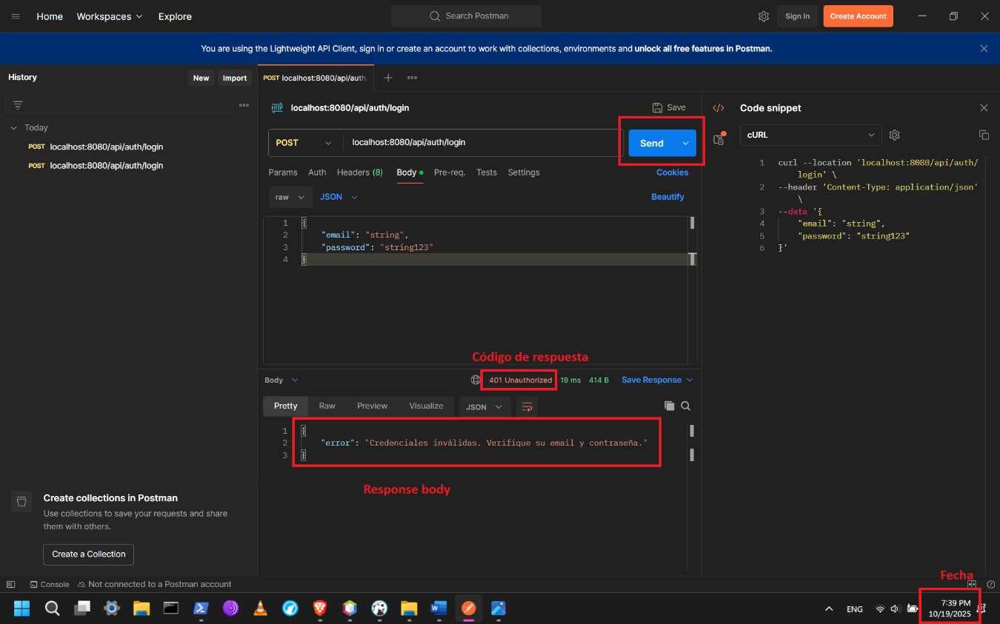 Home Workspaces Explore Search Postman Sign In Create Account
You are using the Lightweight API Client, sign in or create an account to work with collections, environments and unlock all free features in Postman.
History New Import
Today
POST localhost:8080/api/auth/login
POST localhost:8080/api/auth/login
Create collections in Postman
Use collections to save your requests and share
them with others.
Create a Collection
POST localhost:8080/api/auth
HTTP localhost:8080/api/auth/login Save
POST localhost:8080/api/auth/login Send
Params Auth Headers (8) Body Pre-req. Tests Settings Cookies
raw JSON Beautify
1 {
2 "email": "string",
3 "password": "string123"
4 }
Código de respuesta
Body 401 Unauthorized 19 ms 414 B Save Response
Pretty Raw Preview Visualize JSON
1 {
2 "error": "Credenciales inválidas. Verifique su email y contraseña."
3 }
Response body
</> Code snippet
cURL
1 curl --location 'localhost:8080/api/auth/
login' \
2 --header 'Content-Type: application/json'
\
3 --data '{
4 "email": "string",
5 "password": "string123"
6 }'
Fecha
Console Not connected to a Postman account
ENG
7:39 PM
10/19/2025